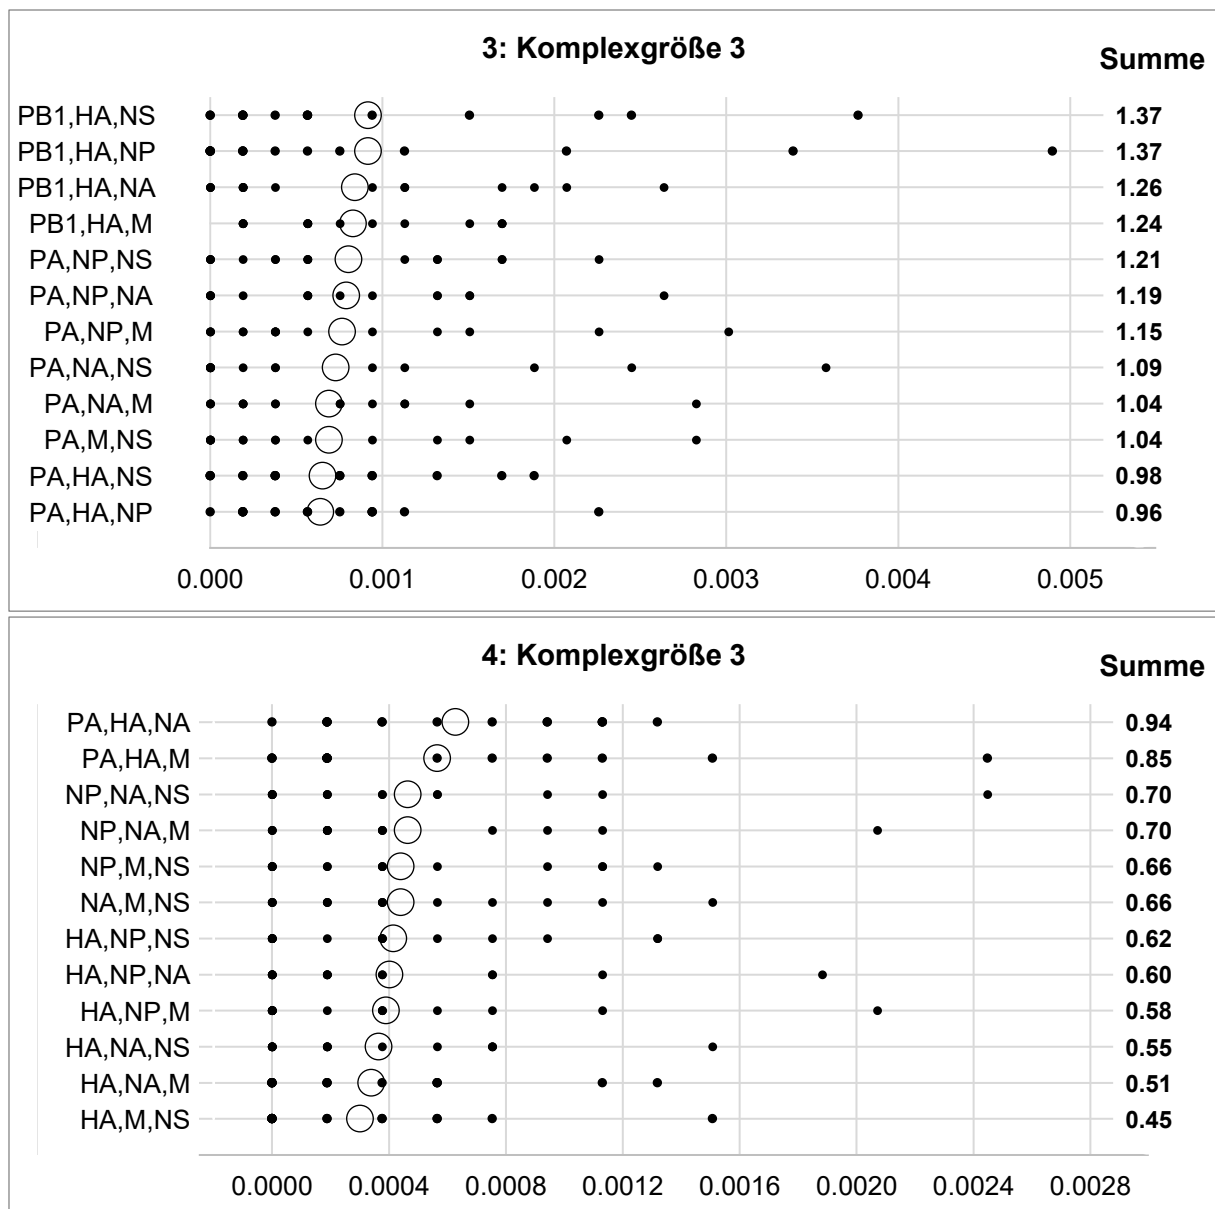 3: Komplexgröße 3
Summe
PB1,HA,NS 1.37
PB1,HA,NP 1.37
PB1,HA,NA 1.26
PB1,HA,M 1.24
PA,NP,NS 1.21
PA,NP,NA 1.19
PA,NP,M 1.15
PA,NA,NS 1.09
PA,NA,M 1.04
PA,M,NS 1.04
PA,HA,NS 0.98
PA,HA,NP 0.96
0.000 0.001 0.002 0.003 0.004 0.005
4: Komplexgröße 3
Summe
PA,HA,NA 0.94
PA,HA,M 0.85
NP,NA,NS 0.70
NP,NA,M 0.70
NP,M,NS 0.66
NA,M,NS 0.66
HA,NP,NS 0.62
HA,NP,NA 0.60
HA,NP,M 0.58
HA,NA,NS 0.55
HA,NA,M 0.51
HA,M,NS 0.45
0.0000 0.0004 0.0008 0.0012 0.0016 0.0020 0.0024 0.0028